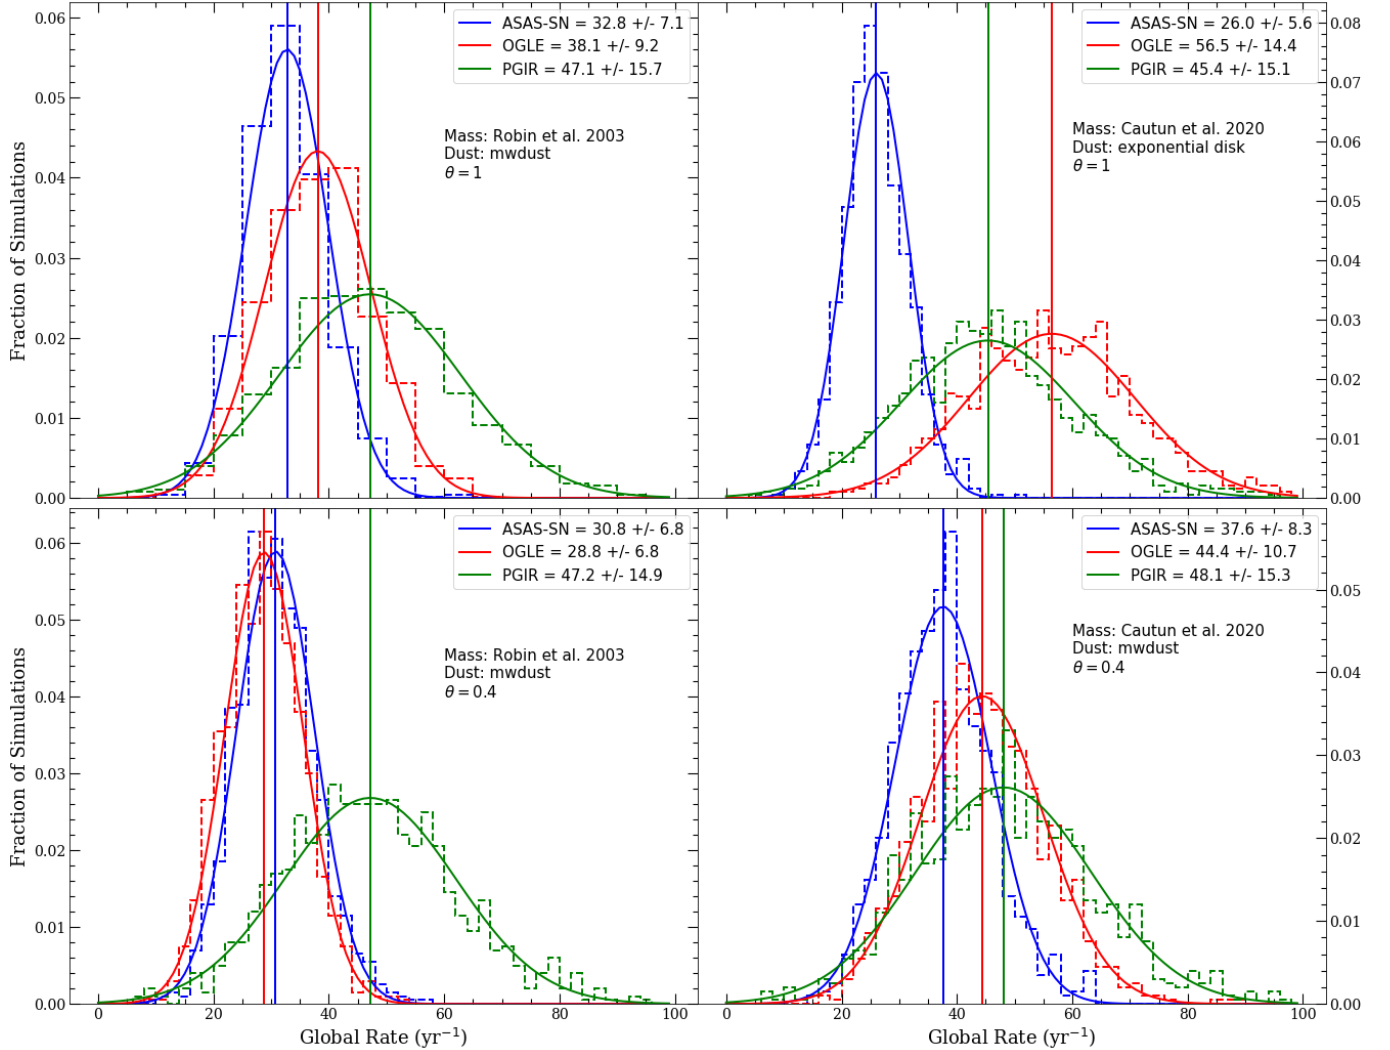 ASAS-SN = 32.8 +/- 7.1
OGLE = 38.1 +/- 9.2
PGIR = 47.1 +/- 15.7
Mass: Robin et al. 2003
Dust: mwdust
θ = 1
Fraction of Simulations
0.06
0.05
0.04
0.03
0.02
0.01
0.00
ASAS-SN = 26.0 +/- 5.6
OGLE = 56.5 +/- 14.4
PGIR = 45.4 +/- 15.1
Mass: Cautun et al. 2020
Dust: exponential disk
θ = 1
0.08
0.07
0.06
0.05
0.04
0.03
0.02
0.01
0.00
ASAS-SN = 30.8 +/- 6.8
OGLE = 28.8 +/- 6.8
PGIR = 47.2 +/- 14.9
Mass: Robin et al. 2003
Dust: mwdust
θ = 0.4
Fraction of Simulations
0.06
0.05
0.04
0.03
0.02
0.01
0.00
0 20 40 60 80 100
Global Rate (yr⁻¹)
ASAS-SN = 37.6 +/- 8.3
OGLE = 44.4 +/- 10.7
PGIR = 48.1 +/- 15.3
Mass: Cautun et al. 2020
Dust: mwdust
θ = 0.4
0.05
0.04
0.03
0.02
0.01
0.00
0 20 40 60 80 100
Global Rate (yr⁻¹)